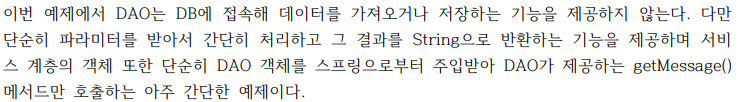 이번 예제에서 DAO는 DB에 접속해 데이터를 가져오거나 저장하는 기능을 제공하지 않는다. 다만
단순히 파라미터를 받아서 간단히 처리하고 그 결과를 String으로 반환하는 기능을 제공하며 서비
스 계층의 객체 또한 단순히 DAO 객체를 스프링으로부터 주입받아 DAO가 제공하는 getMessage()
메서드만 호출하는 아주 간단한 예제이다.